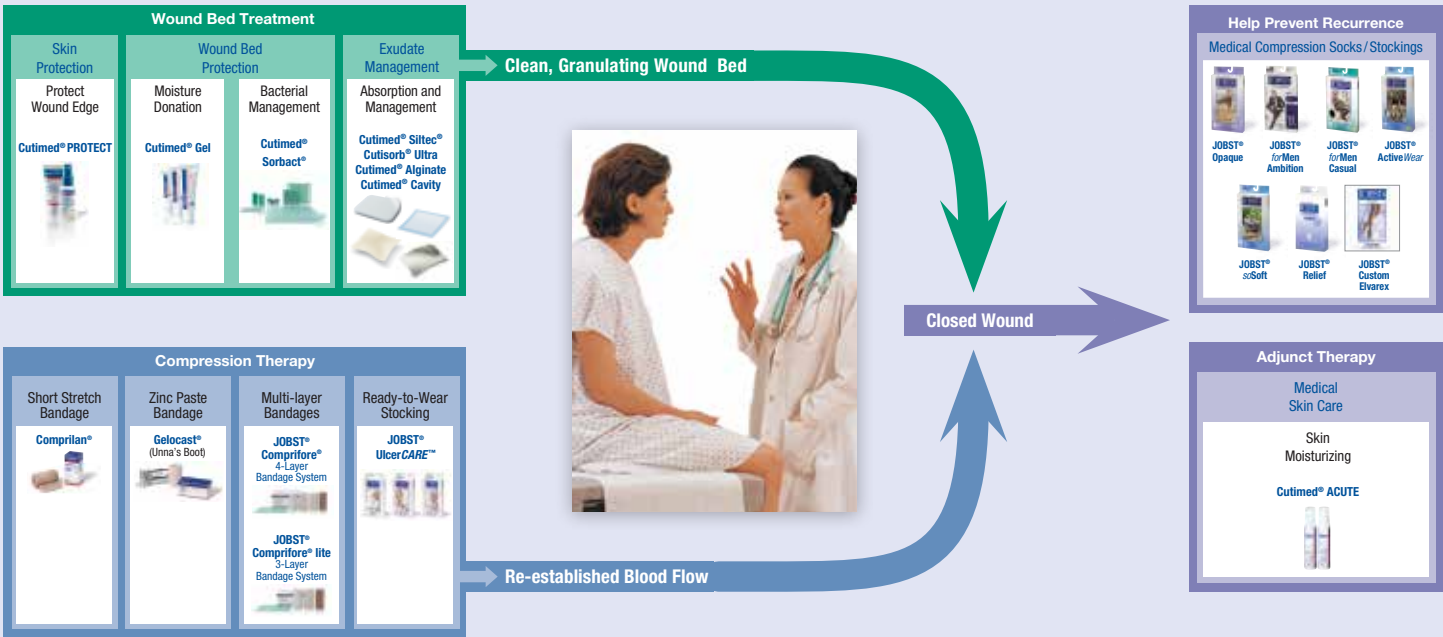 Wound Bed Treatment
Skin
Protection
Wound Bed
Protection
Exudate
Management
Protect
Wound Edge
Cutimed® PROTECT
Moisture
Donation
Cutimed® Gel
Bacterial
Management
Cutimed®
Sorbact®
Absorption and
Management
Cutimed® Siltec®
Cutisorb® Ultra
Cutimed® Alginate
Cutimed® Cavity
Clean, Granulating Wound Bed
Compression Therapy
Short Stretch
Bandage
Comprilan®
Zinc Paste
Bandage
Gelocast®
(Unna's Boot)
Multi-layer
Bandages
JOBST®
Comprifore®
4-Layer
Bandage System
JOBST®
Comprifore® lite
3-Layer
Bandage System
Ready-to-Wear
Stocking
JOBST®
UlcerCARE™
Re-established Blood Flow
Closed Wound
Help Prevent Recurrence
Medical Compression Socks/Stockings
JOBST®
Opaque
JOBST®
forMen
Ambition
JOBST®
forMen
Casual
JOBST®
ActiveWear
JOBST®
soSoft
JOBST®
Relief
JOBST®
Custom
Elvarex
Adjunct Therapy
Medical
Skin Care
Skin
Moisturizing
Cutimed® ACUTE